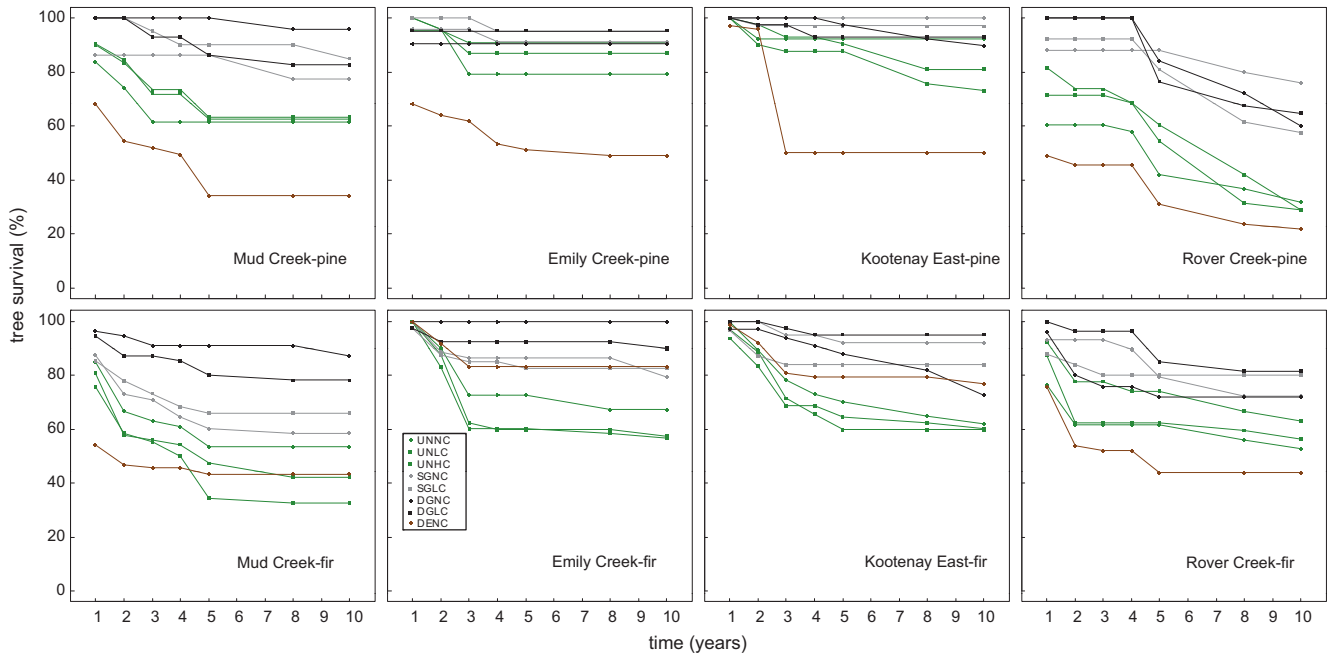 tree survival (%)
100
80
60
40
20
0
Mud Creek-pine
Emily Creek-pine
Kootenay East-pine
Rover Creek-pine
100
80
60
40
20
0
UNNC
UNLC
UNHC
SGNC
SGLC
DGNC
DGLC
DENC
Mud Creek-fir
Emily Creek-fir
Kootenay East-fir
Rover Creek-fir
1 2 3 4 5 6 7 8 9 10
1 2 3 4 5 6 7 8 9 10
1 2 3 4 5 6 7 8 9 10
1 2 3 4 5 6 7 8 9 10
time (years)